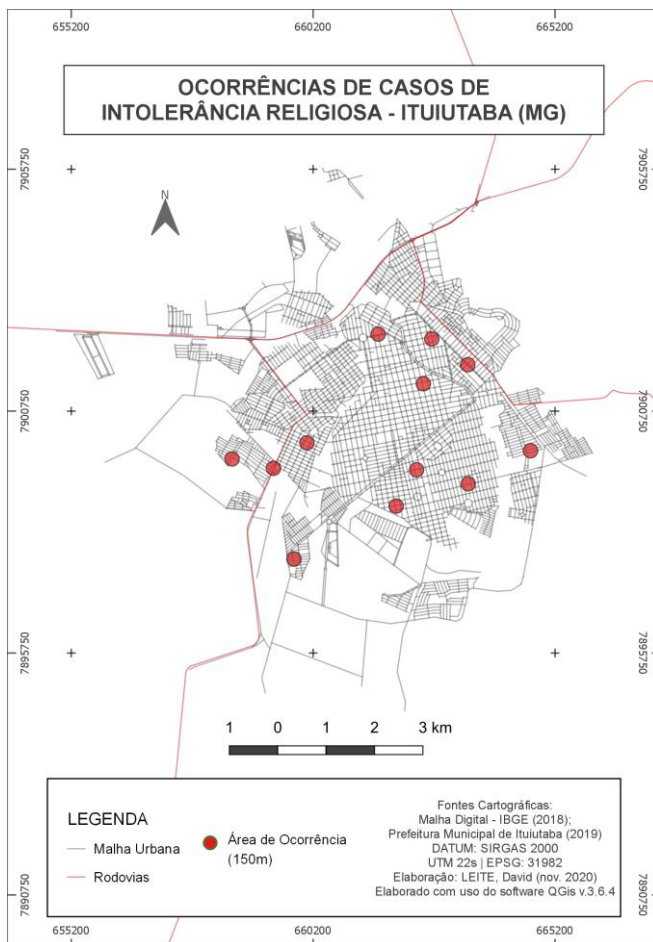 655200 660200 665200
OCORRÊNCIAS DE CASOS DE
INTOLERÂNCIA RELIGIOSA - ITUIUTABA (MG)
7905750 7905750
N
7900750 7900750
7895750 7895750
1 0 1 2 3 km
LEGENDA
Malha Urbana
Rodovias
Área de Ocorrência
(150m)
Fontes Cartográficas:
Malha Digital - IBGE (2018);
Prefeitura Municipal de Ituiutaba (2019)
DATUM: SIRGAS 2000
UTM 22s | EPSG: 31982
Elaboração: LEITE, David (nov. 2020)
Elaborado com uso do software QGis v.3.6.4
7890750 7890750
655200 660200 665200